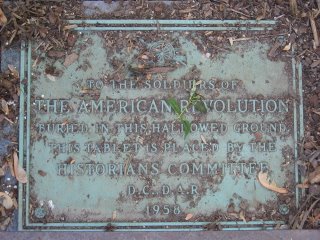 TO THE SOLDIERS OF
THE AMERICAN REVOLUTION
BURIED IN THIS HALLOWED GROUND
THIS TABLET IS PLACED BY THE
HISTORIANS COMMITTEE
D.C.D.A.R.
1958